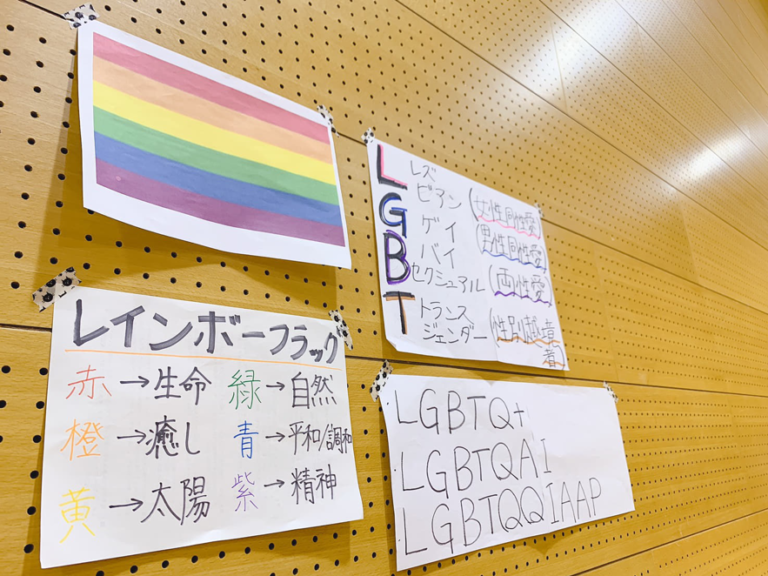 L レズビアン (女性同性愛)
G ゲイ (男性同性愛)
B バイセクシュアル (両性愛)
T トランスジェンダー (性別越境者)
レインボーフラッグ
赤→生命 緑→自然
橙→癒し 青→平和/調和
黄→太陽 紫→精神
LGBTQ+
LGBTQAI
LGBTQQIAAP